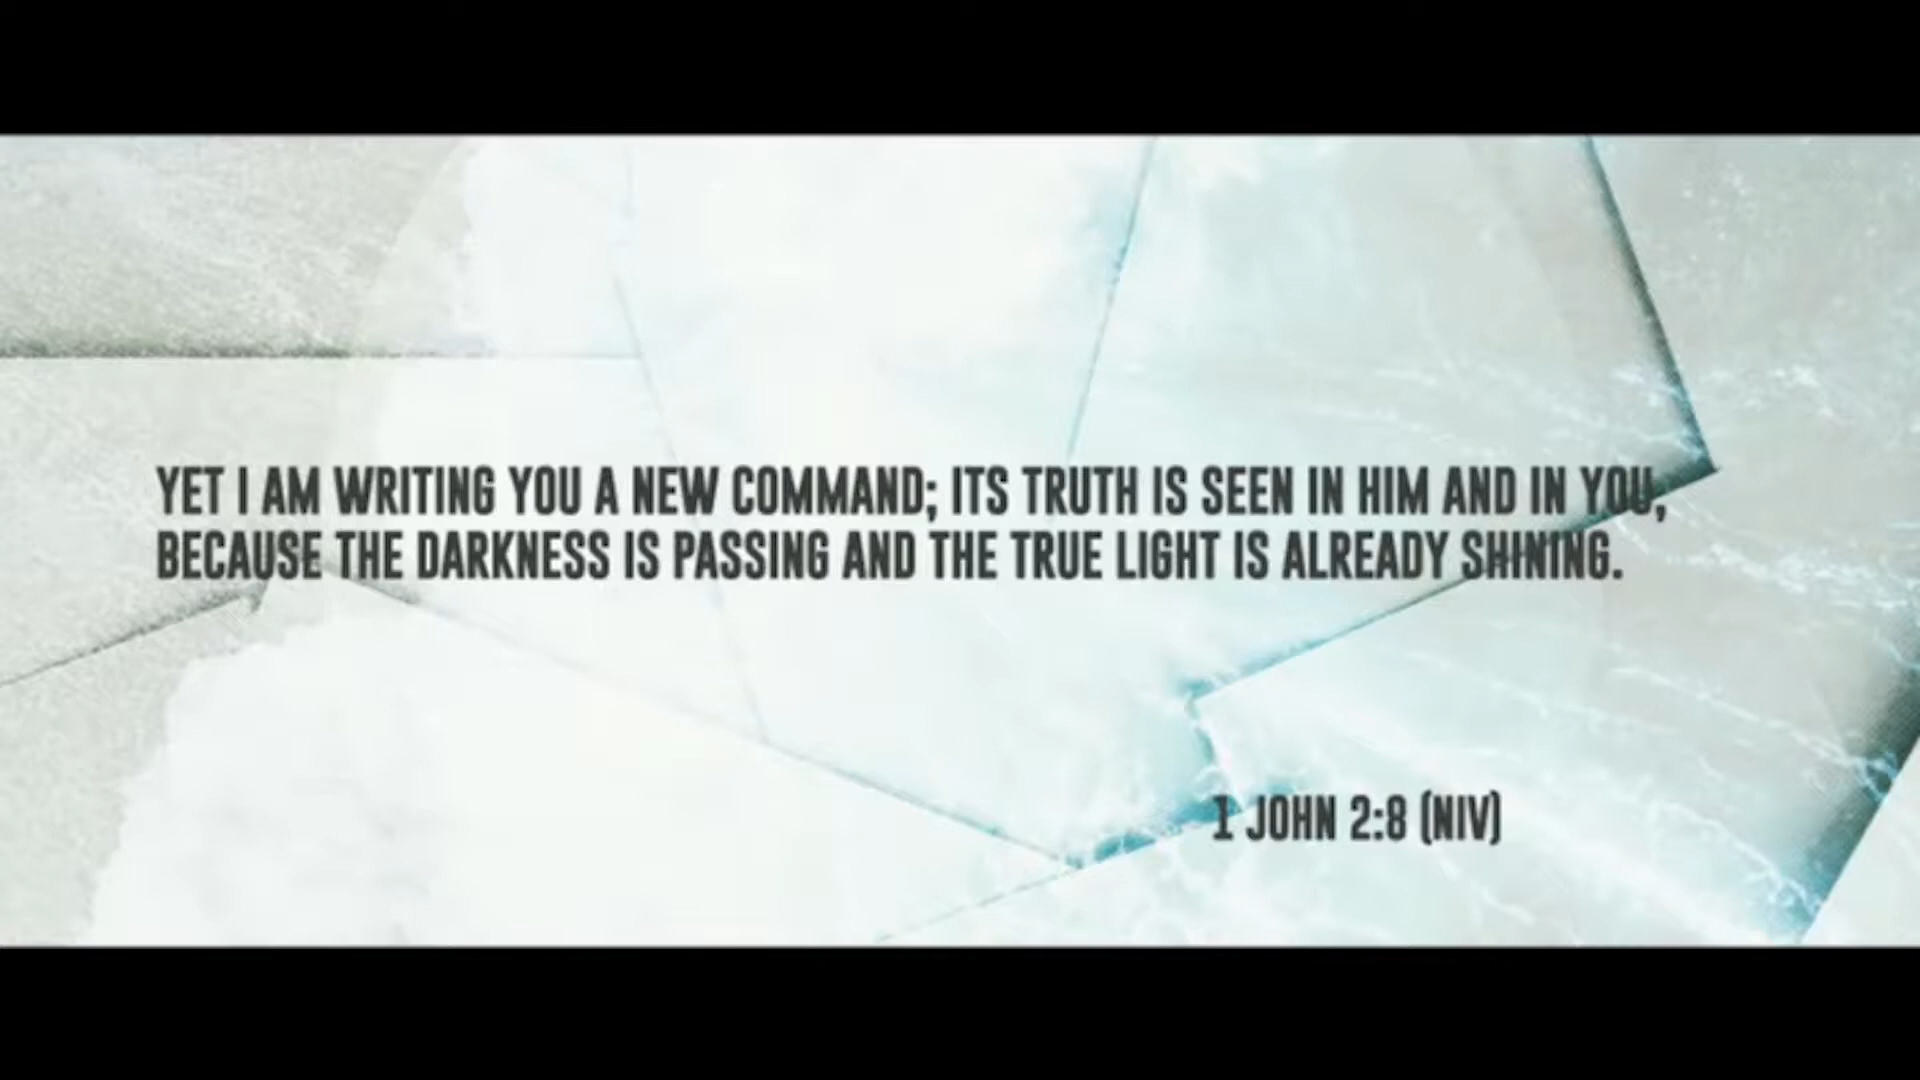 YET I AM WRITING YOU A NEW COMMAND; ITS TRUTH IS SEEN IN HIM AND IN YOU,
BECAUSE THE DARKNESS IS PASSING AND THE TRUE LIGHT IS ALREADY SHINING.
1 JOHN 2:8 (NIV)